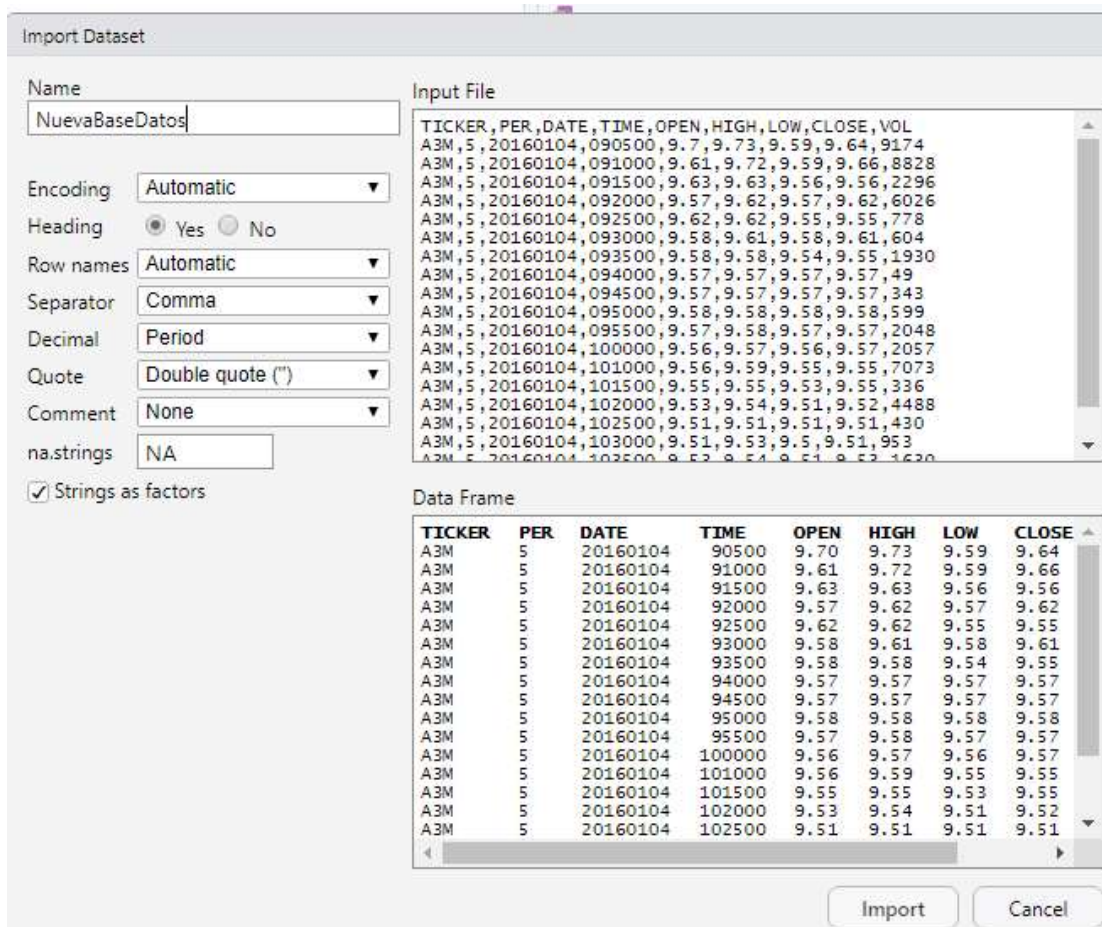 Import Dataset
Name
NuevaBaseDatos
Encoding Automatic
Heading Yes No
Row names Automatic
Separator Comma
Decimal Period
Quote Double quote (")
Comment None
na.strings NA
Strings as factors
Input File
TICKER,PER,DATE,TIME,OPEN,HIGH,LOW,CLOSE,VOL
A3M,5,20160104,090500,9.7,9.73,9.59,9.64,9174
A3M,5,20160104,091000,9.61,9.72,9.59,9.66,8828
A3M,5,20160104,091500,9.63,9.63,9.56,9.56,2296
A3M,5,20160104,092000,9.57,9.62,9.57,9.62,6026
A3M,5,20160104,092500,9.62,9.62,9.55,9.55,778
A3M,5,20160104,093000,9.58,9.61,9.58,9.61,604
A3M,5,20160104,093500,9.58,9.58,9.54,9.55,1930
A3M,5,20160104,094000,9.57,9.57,9.57,9.57,49
A3M,5,20160104,094500,9.57,9.57,9.57,9.57,343
A3M,5,20160104,095000,9.58,9.58,9.58,9.58,599
A3M,5,20160104,095500,9.57,9.58,9.57,9.57,2048
A3M,5,20160104,100000,9.56,9.57,9.56,9.57,2057
A3M,5,20160104,101000,9.56,9.59,9.55,9.55,7073
A3M,5,20160104,101500,9.55,9.55,9.53,9.55,336
A3M,5,20160104,102000,9.53,9.54,9.51,9.52,4488
A3M,5,20160104,102500,9.51,9.51,9.51,9.51,430
A3M,5,20160104,103000,9.51,9.53,9.5,9.51,953
A3M,5,20160104,103500,9.53,9.54,9.51,9.53,1630
Data Frame
TICKER PER DATE TIME OPEN HIGH LOW CLOSE
A3M 5 20160104 90500 9.70 9.73 9.59 9.64
A3M 5 20160104 91000 9.61 9.72 9.59 9.66
A3M 5 20160104 91500 9.63 9.63 9.56 9.56
A3M 5 20160104 92000 9.57 9.62 9.57 9.62
A3M 5 20160104 92500 9.62 9.62 9.55 9.55
A3M 5 20160104 93000 9.58 9.61 9.58 9.61
A3M 5 20160104 93500 9.58 9.58 9.54 9.55
A3M 5 20160104 94000 9.57 9.57 9.57 9.57
A3M 5 20160104 94500 9.57 9.57 9.57 9.57
A3M 5 20160104 95000 9.58 9.58 9.58 9.58
A3M 5 20160104 95500 9.57 9.58 9.57 9.57
A3M 5 20160104 100000 9.56 9.57 9.56 9.57
A3M 5 20160104 101000 9.56 9.59 9.55 9.55
A3M 5 20160104 101500 9.55 9.55 9.53 9.55
A3M 5 20160104 102000 9.53 9.54 9.51 9.52
A3M 5 20160104 102500 9.51 9.51 9.51 9.51
Import Cancel